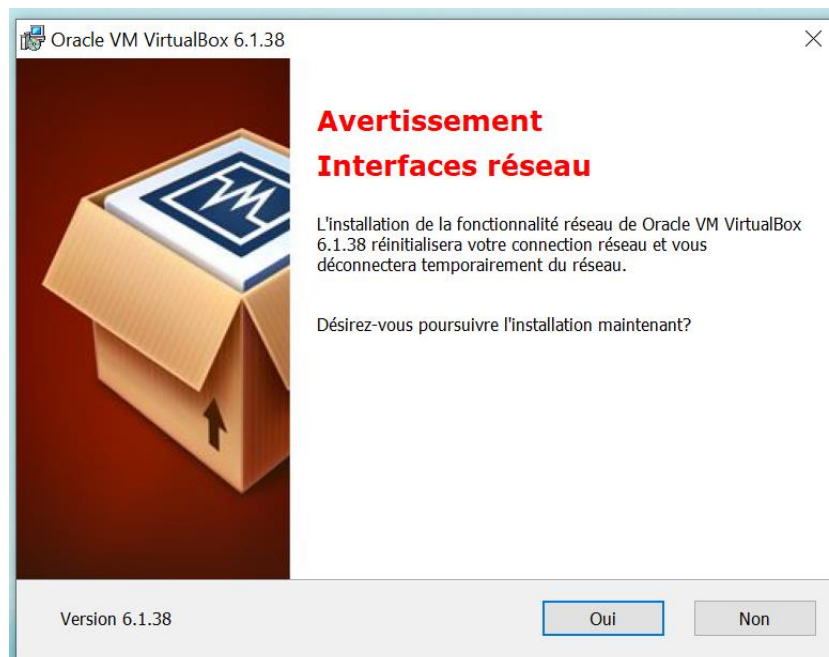 Oracle VM VirtualBox 6.1.38
Avertissement
Interfaces réseau
L'installation de la fonctionnalité réseau de Oracle VM VirtualBox
6.1.38 réinitialisera votre connection réseau et vous
déconnectera temporairement du réseau.
Désirez-vous poursuivre l'installation maintenant?
Version 6.1.38
Oui
Non